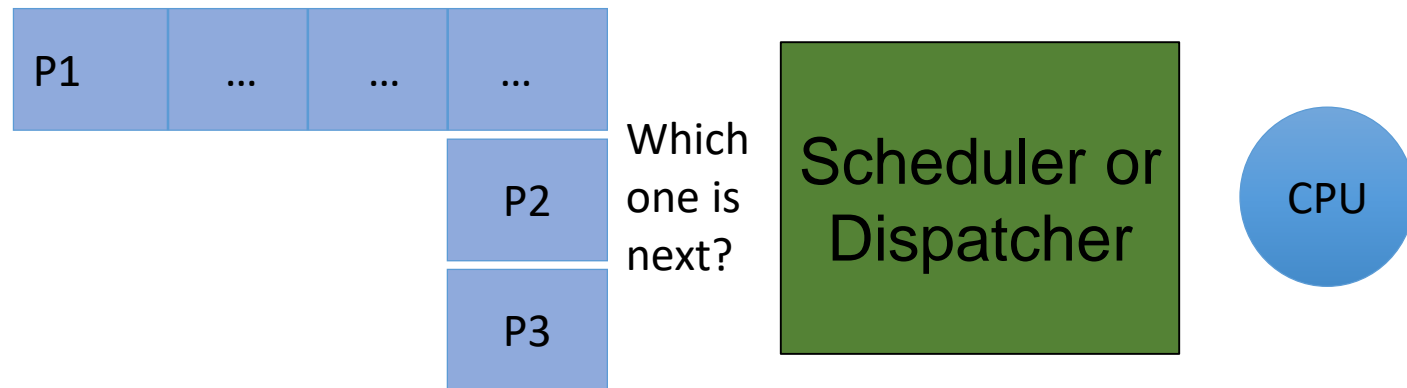 P1 … … …
P2
P3
Which
one is
next?
Scheduler or
Dispatcher
CPU